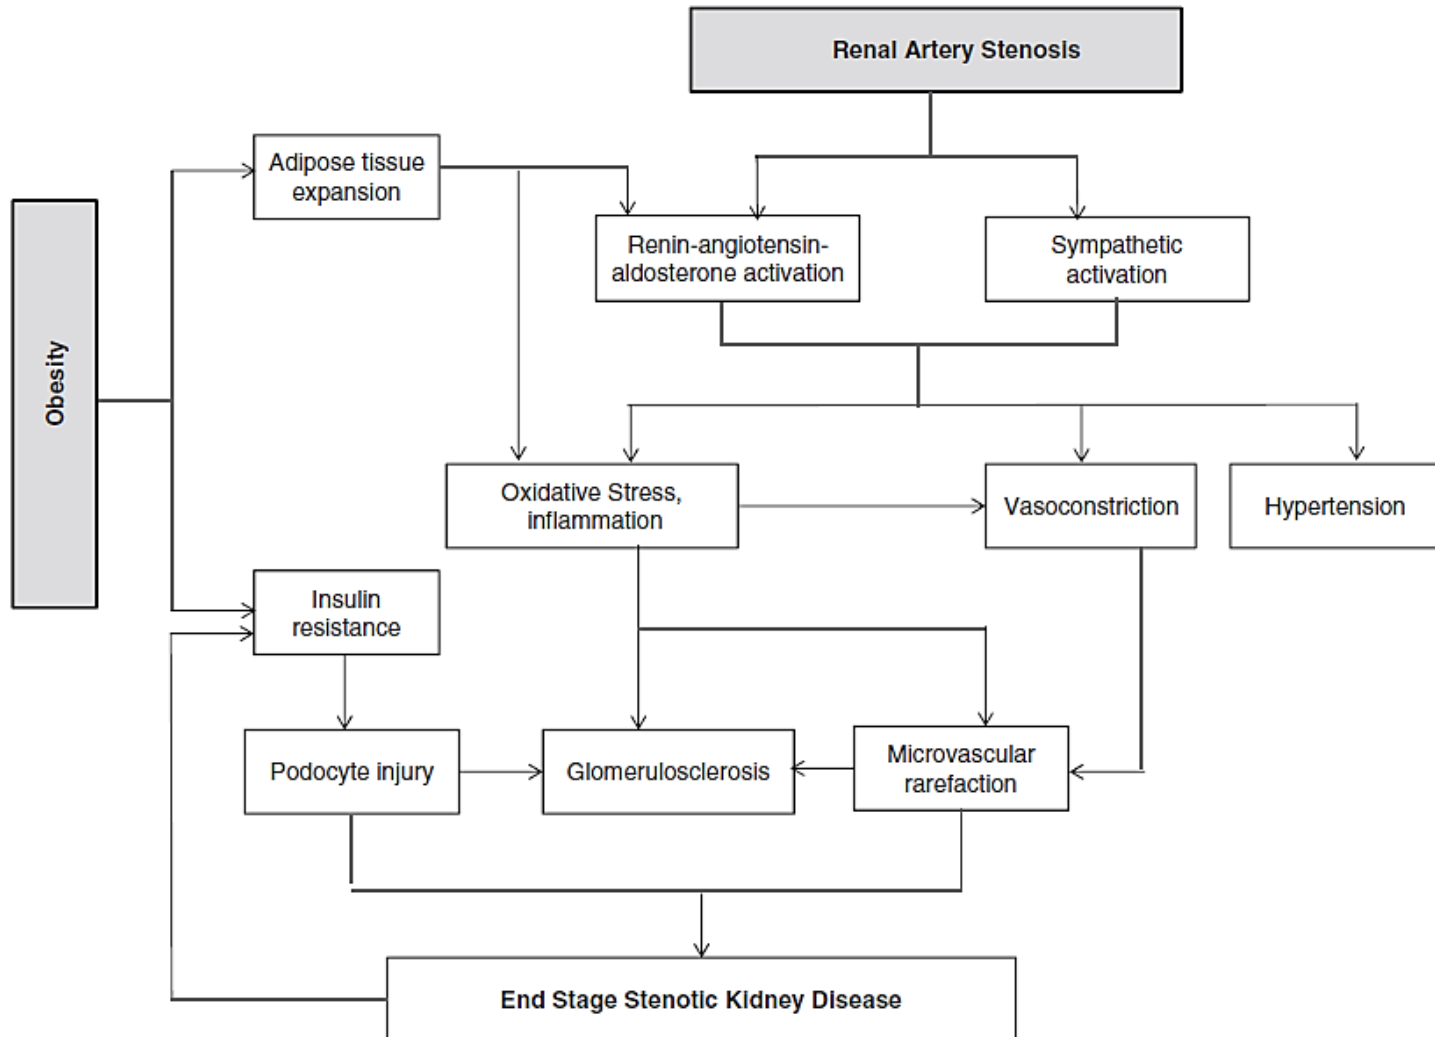 Renal Artery Stenosis
Adipose tissue
expansion
Renin-angiotensin-
aldosterone activation
Sympathetic
activation
Obesity
Oxidative Stress,
inflammation
Vasoconstriction
Hypertension
Insulin
resistance
Podocyte injury
Glomerulosclerosis
Microvascular
rarefaction
End Stage Stenotic Kidney Disease